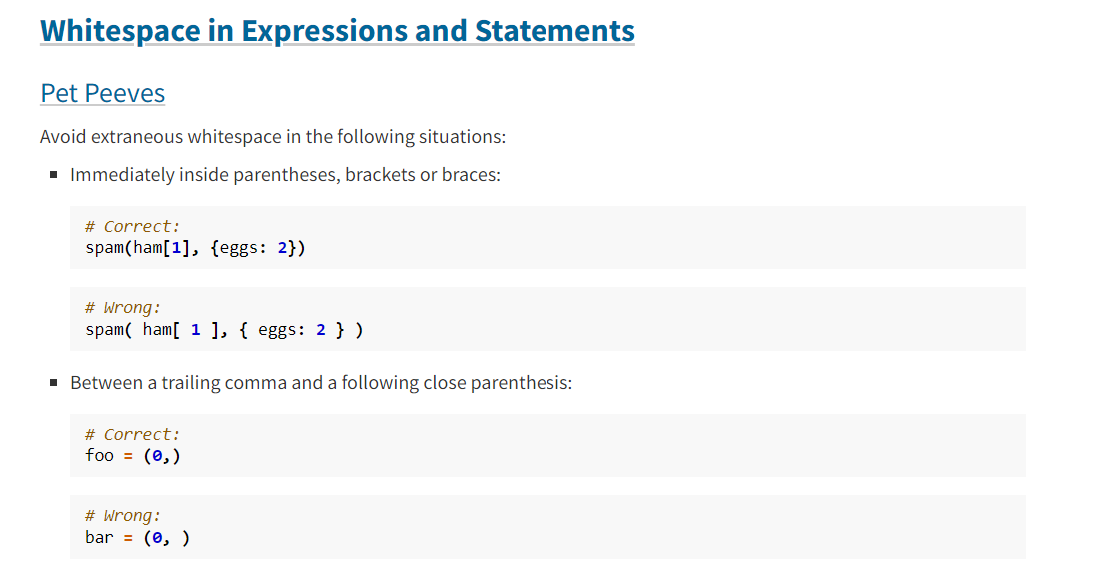 Whitespace in Expressions and Statements
Pet Peeves
Avoid extraneous whitespace in the following situations:
Immediately inside parentheses, brackets or braces:
# Correct:
spam(ham[1], {eggs: 2})
# Wrong:
spam( ham[ 1 ], { eggs: 2 } )
Between a trailing comma and a following close parenthesis:
# Correct:
foo = (0,)
# Wrong:
bar = (0, )